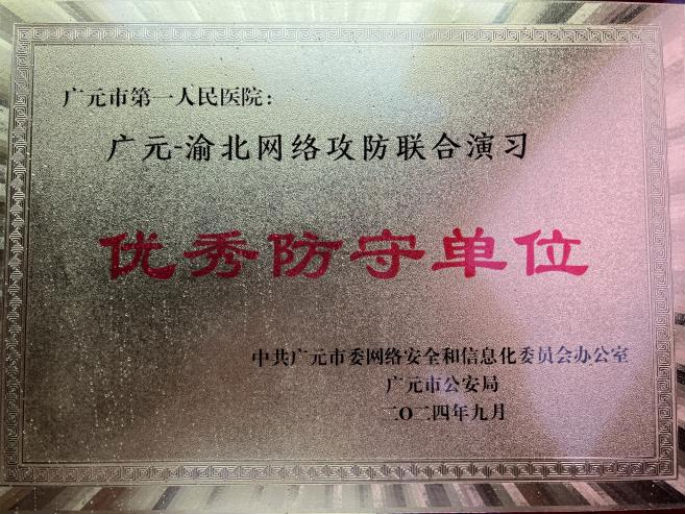 广元市第一人民医院：
广元-渝北网络攻防联合演习
优秀防守单位
中共广元市委网络安全和信息化委员会办公室
广元市公安局
二〇二四年九月